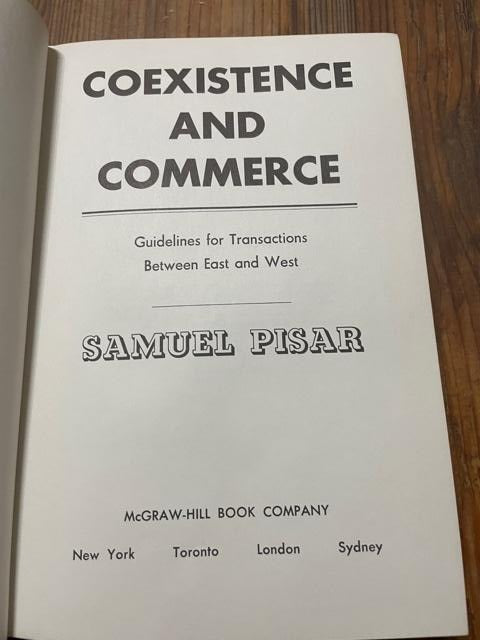 COEXISTENCE
AND
COMMERCE
Guidelines for Transactions
Between East and West
SAMUEL PISAR
McGRAW-HILL BOOK COMPANY
New York Toronto London Sydney